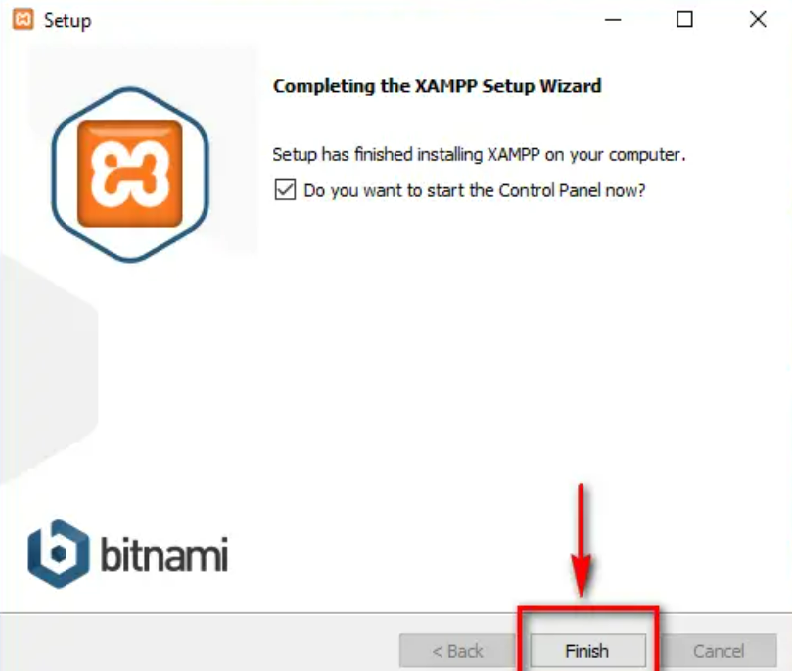 Setup
Completing the XAMPP Setup Wizard
Setup has finished installing XAMPP on your computer.
Do you want to start the Control Panel now?
bitnami
< Back
Finish
Cancel